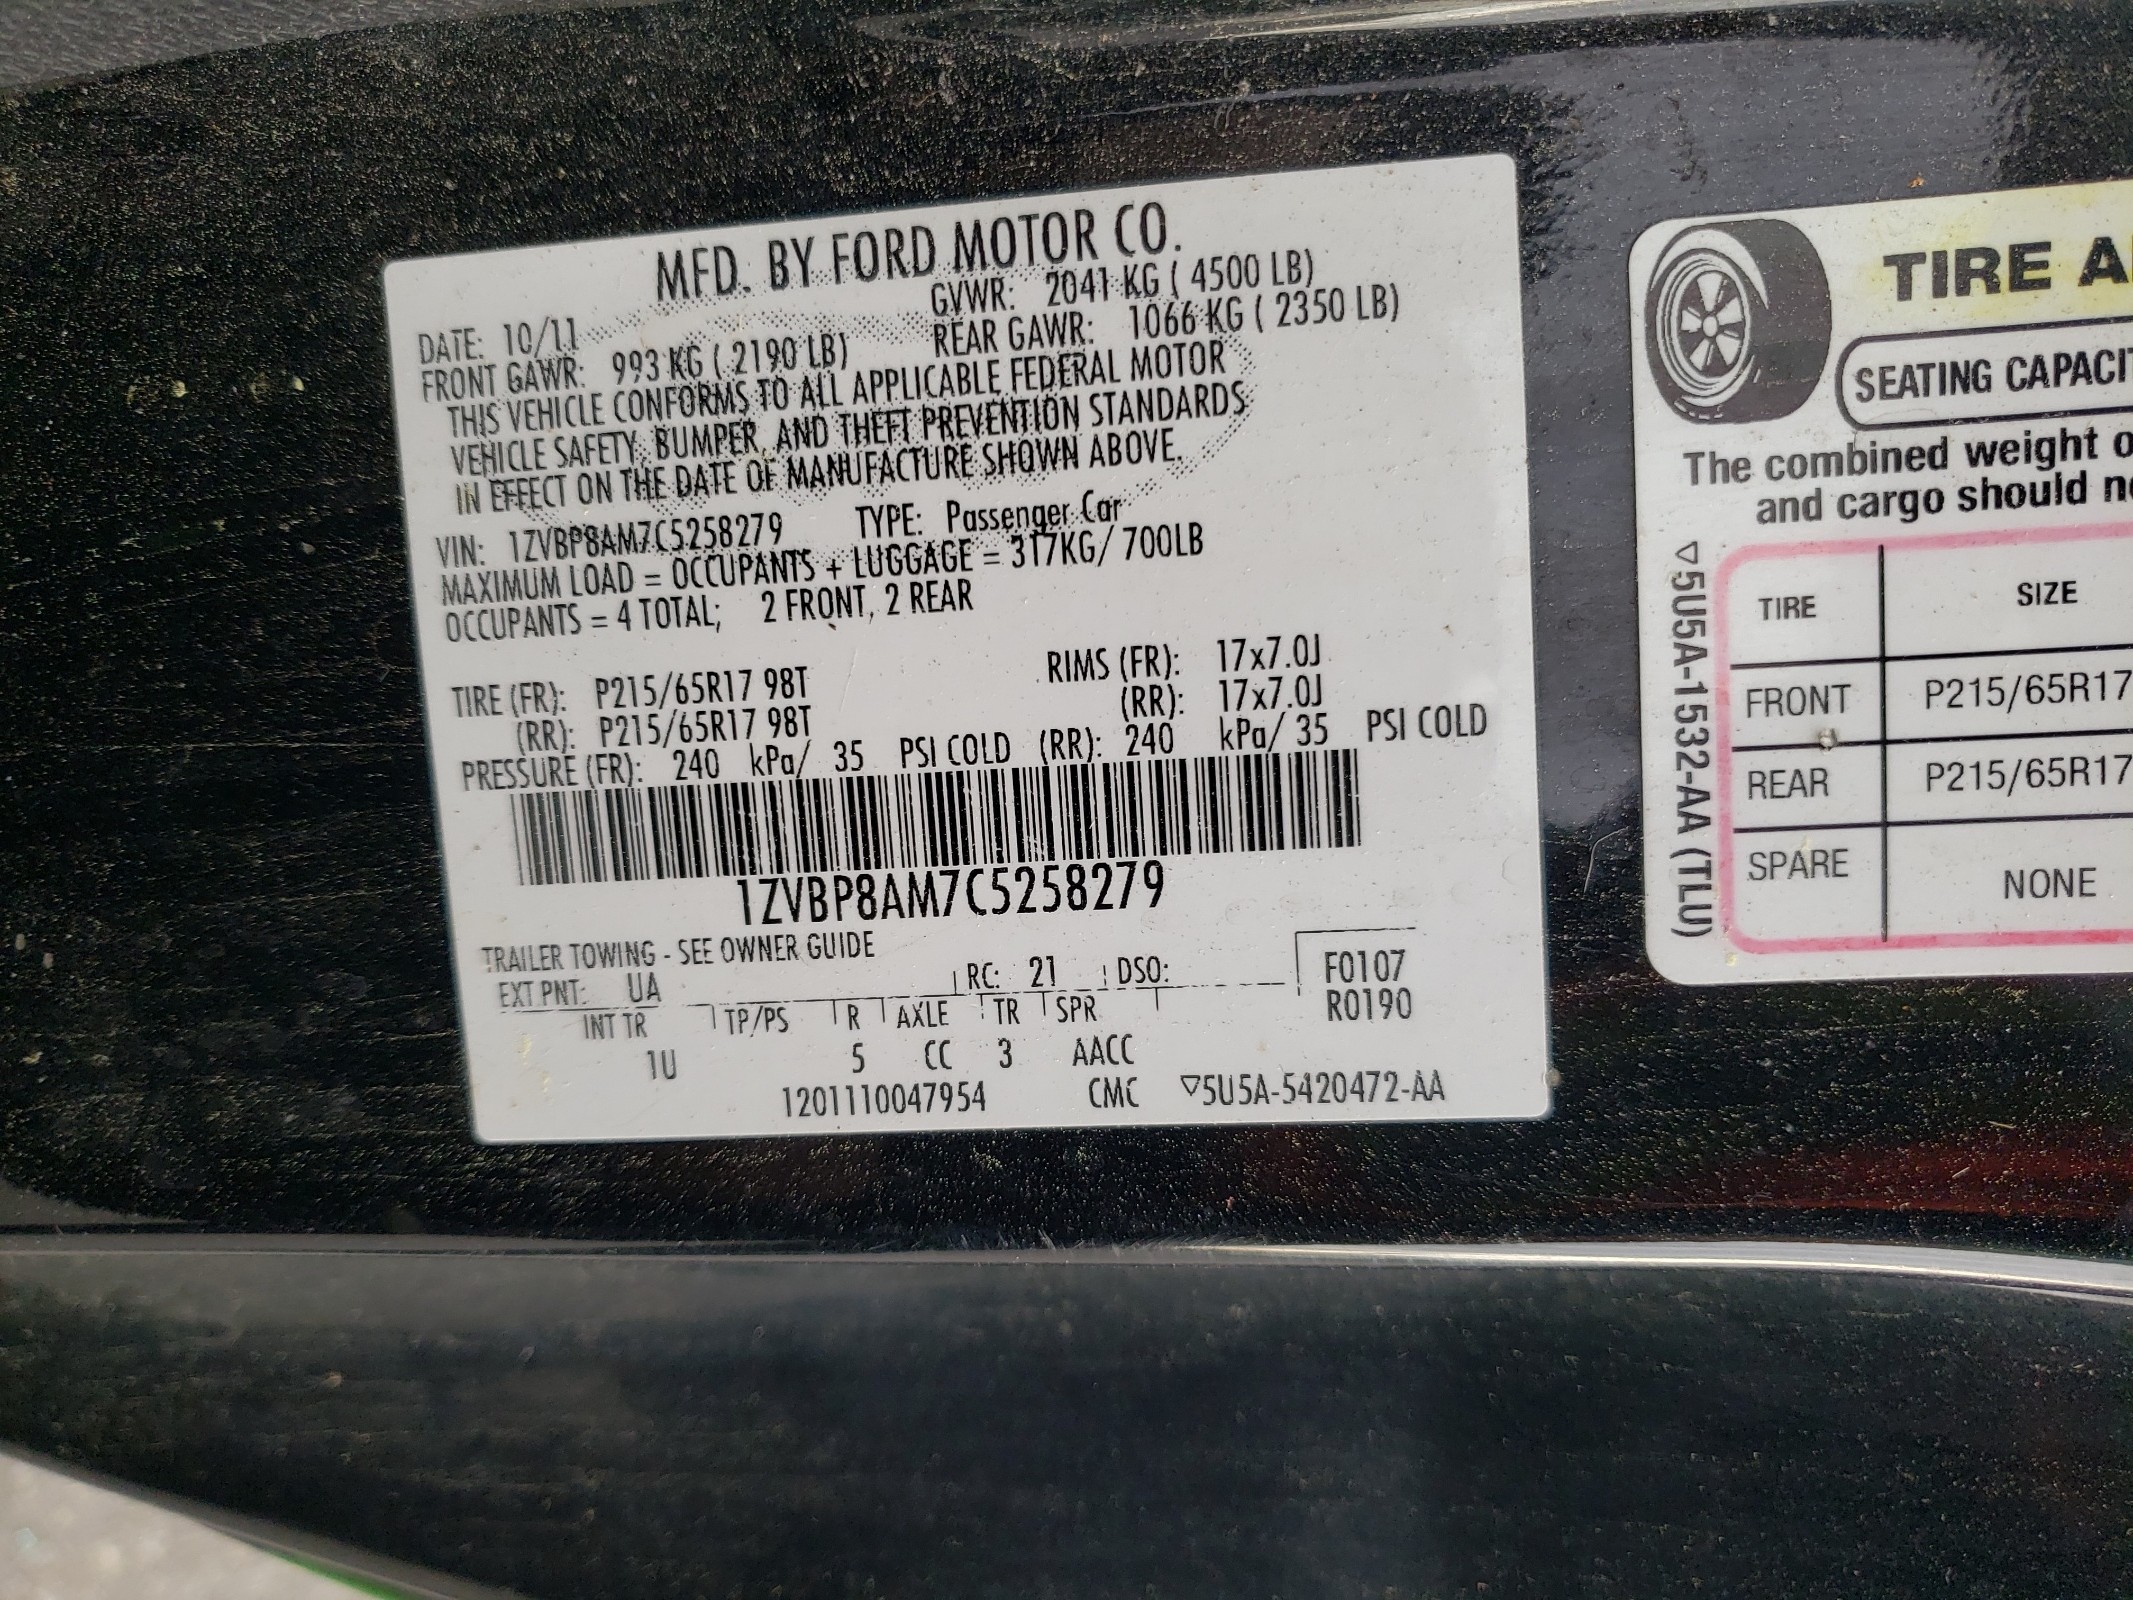 MFD. BY FORD MOTOR CO.
DATE: 10/11 GVWR: 2041 KG ( 4500 LB)
FRONT GAWR: 993 KG ( 2190 LB) REAR GAWR: 1066 KG ( 2350 LB)
THIS VEHICLE CONFORMS TO ALL APPLICABLE FEDERAL MOTOR
VEHICLE SAFETY, BUMPER, AND THEFT PREVENTION STANDARDS
IN EFFECT ON THE DATE OF MANUFACTURE SHOWN ABOVE.
VIN: 1ZVBP8AM7C5258279 TYPE: Passenger Car
MAXIMUM LOAD = OCCUPANTS + LUGGAGE = 317KG/ 700LB
OCCUPANTS = 4 TOTAL; 2 FRONT, 2 REAR
TIRE (FR): P215/65R17 98T RIMS (FR): 17x7.0J
(RR): P215/65R17 98T (RR): 17x7.0J
PRESSURE (FR): 240 kPa/ 35 PSI COLD (RR): 240 kPa/ 35 PSI COLD
1ZVBP8AM7C5258279
TRAILER TOWING - SEE OWNER GUIDE
EXT PNT: UA RC: 21 DSO: F0107
INT TR TP/PS R AXLE TR SPR R0190
1U 5 CC 3 AACC
1201110047954 CMC ▽5U5A-5420472-AA
TIRE A
SEATING CAPACI
The combined weight o
and cargo should n
▽5U5A-1532-AA (TLU)
TIRE SIZE
FRONT P215/65R17
REAR P215/65R17
SPARE NONE